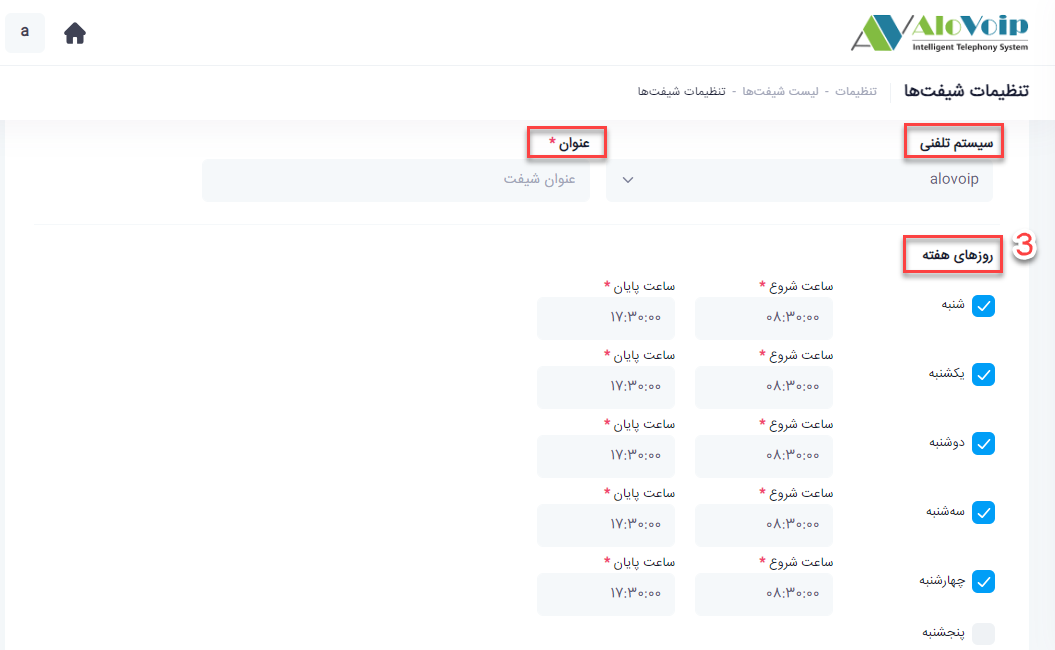 a
AloVoip
Intelligent Telephony System
تنظیمات شیفت‌ها
تنظیمات - لیست شیفت‌ها - تنظیمات شیفت‌ها
سیستم تلفنی
عنوان *
alovoip
عنوان شیفت
3
روزهای هفته
ساعت شروع * ساعت پایان *
شنبه ۰۸:۳۰:۰۰ ۱۷:۳۰:۰۰
ساعت شروع * ساعت پایان *
یکشنبه ۰۸:۳۰:۰۰ ۱۷:۳۰:۰۰
ساعت شروع * ساعت پایان *
دوشنبه ۰۸:۳۰:۰۰ ۱۷:۳۰:۰۰
ساعت شروع * ساعت پایان *
سه‌شنبه ۰۸:۳۰:۰۰ ۱۷:۳۰:۰۰
ساعت شروع * ساعت پایان *
چهارشنبه ۰۸:۳۰:۰۰ ۱۷:۳۰:۰۰
پنجشنبه